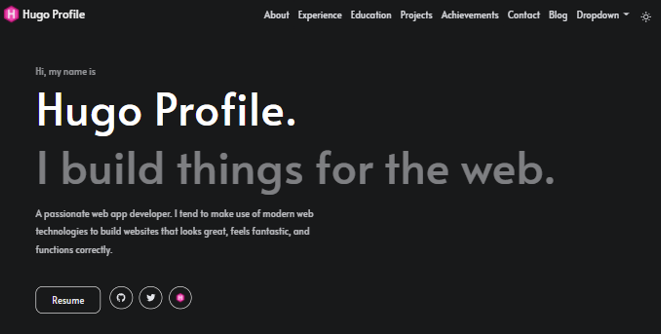 Hugo Profile
About Experience Education Projects Achievements Contact Blog Dropdown
Hi, my name is
Hugo Profile.
I build things for the web.
A passionate web app developer. I tend to make use of modern web
technologies to build websites that looks great, feels fantastic, and
functions correctly.
Resume